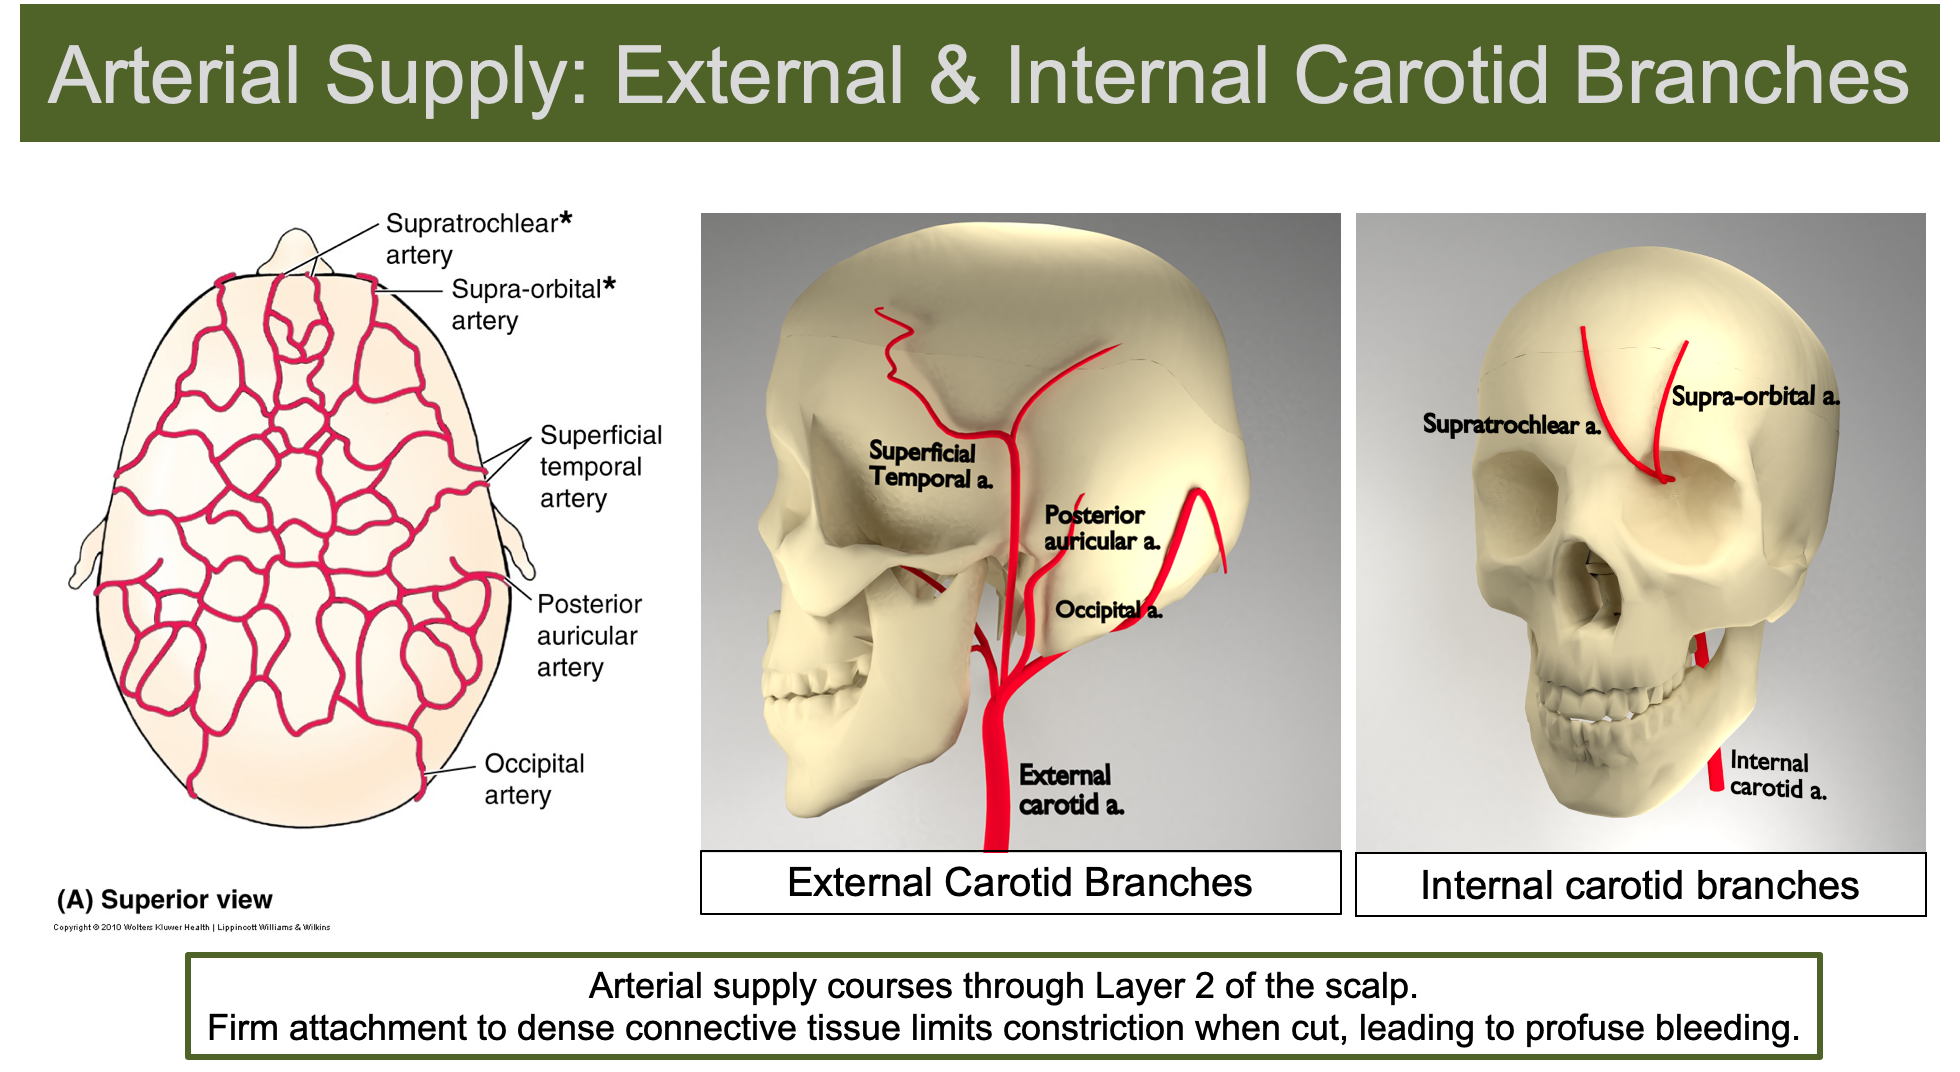 Arterial Supply: External & Internal Carotid Branches
Supratrochlear*
artery
Supra-orbital*
artery
Superficial
temporal
artery
Posterior
auricular
artery
Occipital
artery
(A) Superior view
Copyright © 2010 Wolters Kluwer Health | Lippincott Williams & Wilkins
Superficial
Temporal a.
Posterior
auricular a.
Occipital a.
External
carotid a.
External Carotid Branches
Supra-orbital a.
Supratrochlear a.
Internal
carotid a.
Internal carotid branches
Arterial supply courses through Layer 2 of the scalp.
Firm attachment to dense connective tissue limits constriction when cut, leading to profuse bleeding.